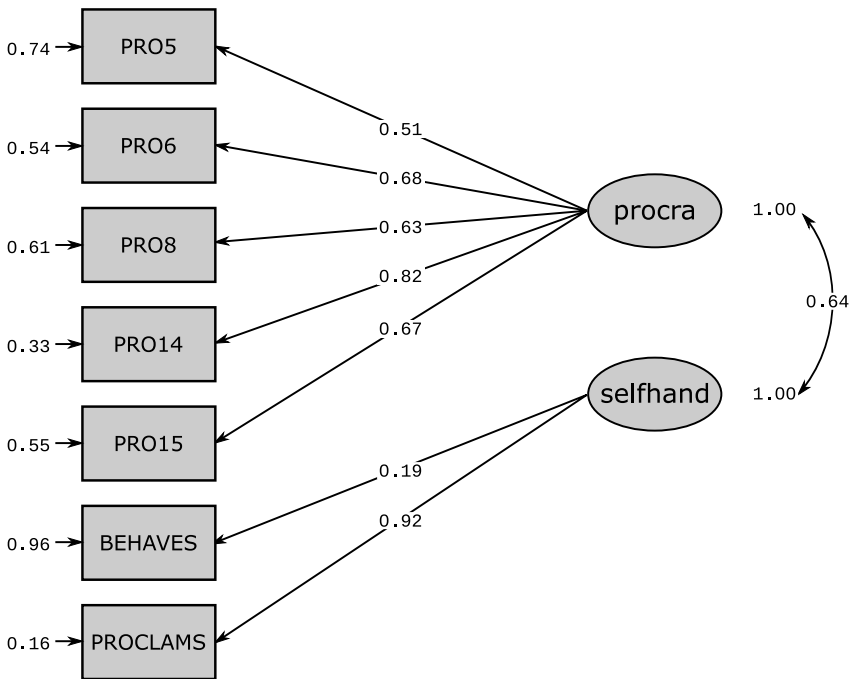 0.74
PRO5
0.51
0.54
PRO6
0.68
procra
1.00
0.61
PRO8
0.63
0.82
0.64
0.33
PRO14
0.67
selfhand
1.00
0.55
PRO15
0.19
0.96
BEHAVES
0.92
0.16
PROCLAMS